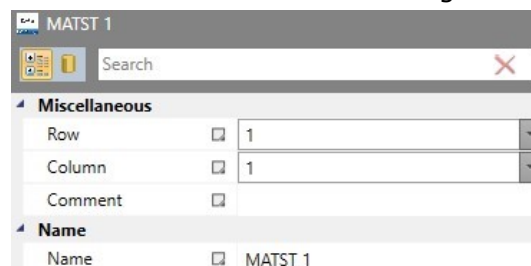 MATST 1
Search
Miscellaneous
Row 1
Column 1
Comment
Name
Name MATST 1